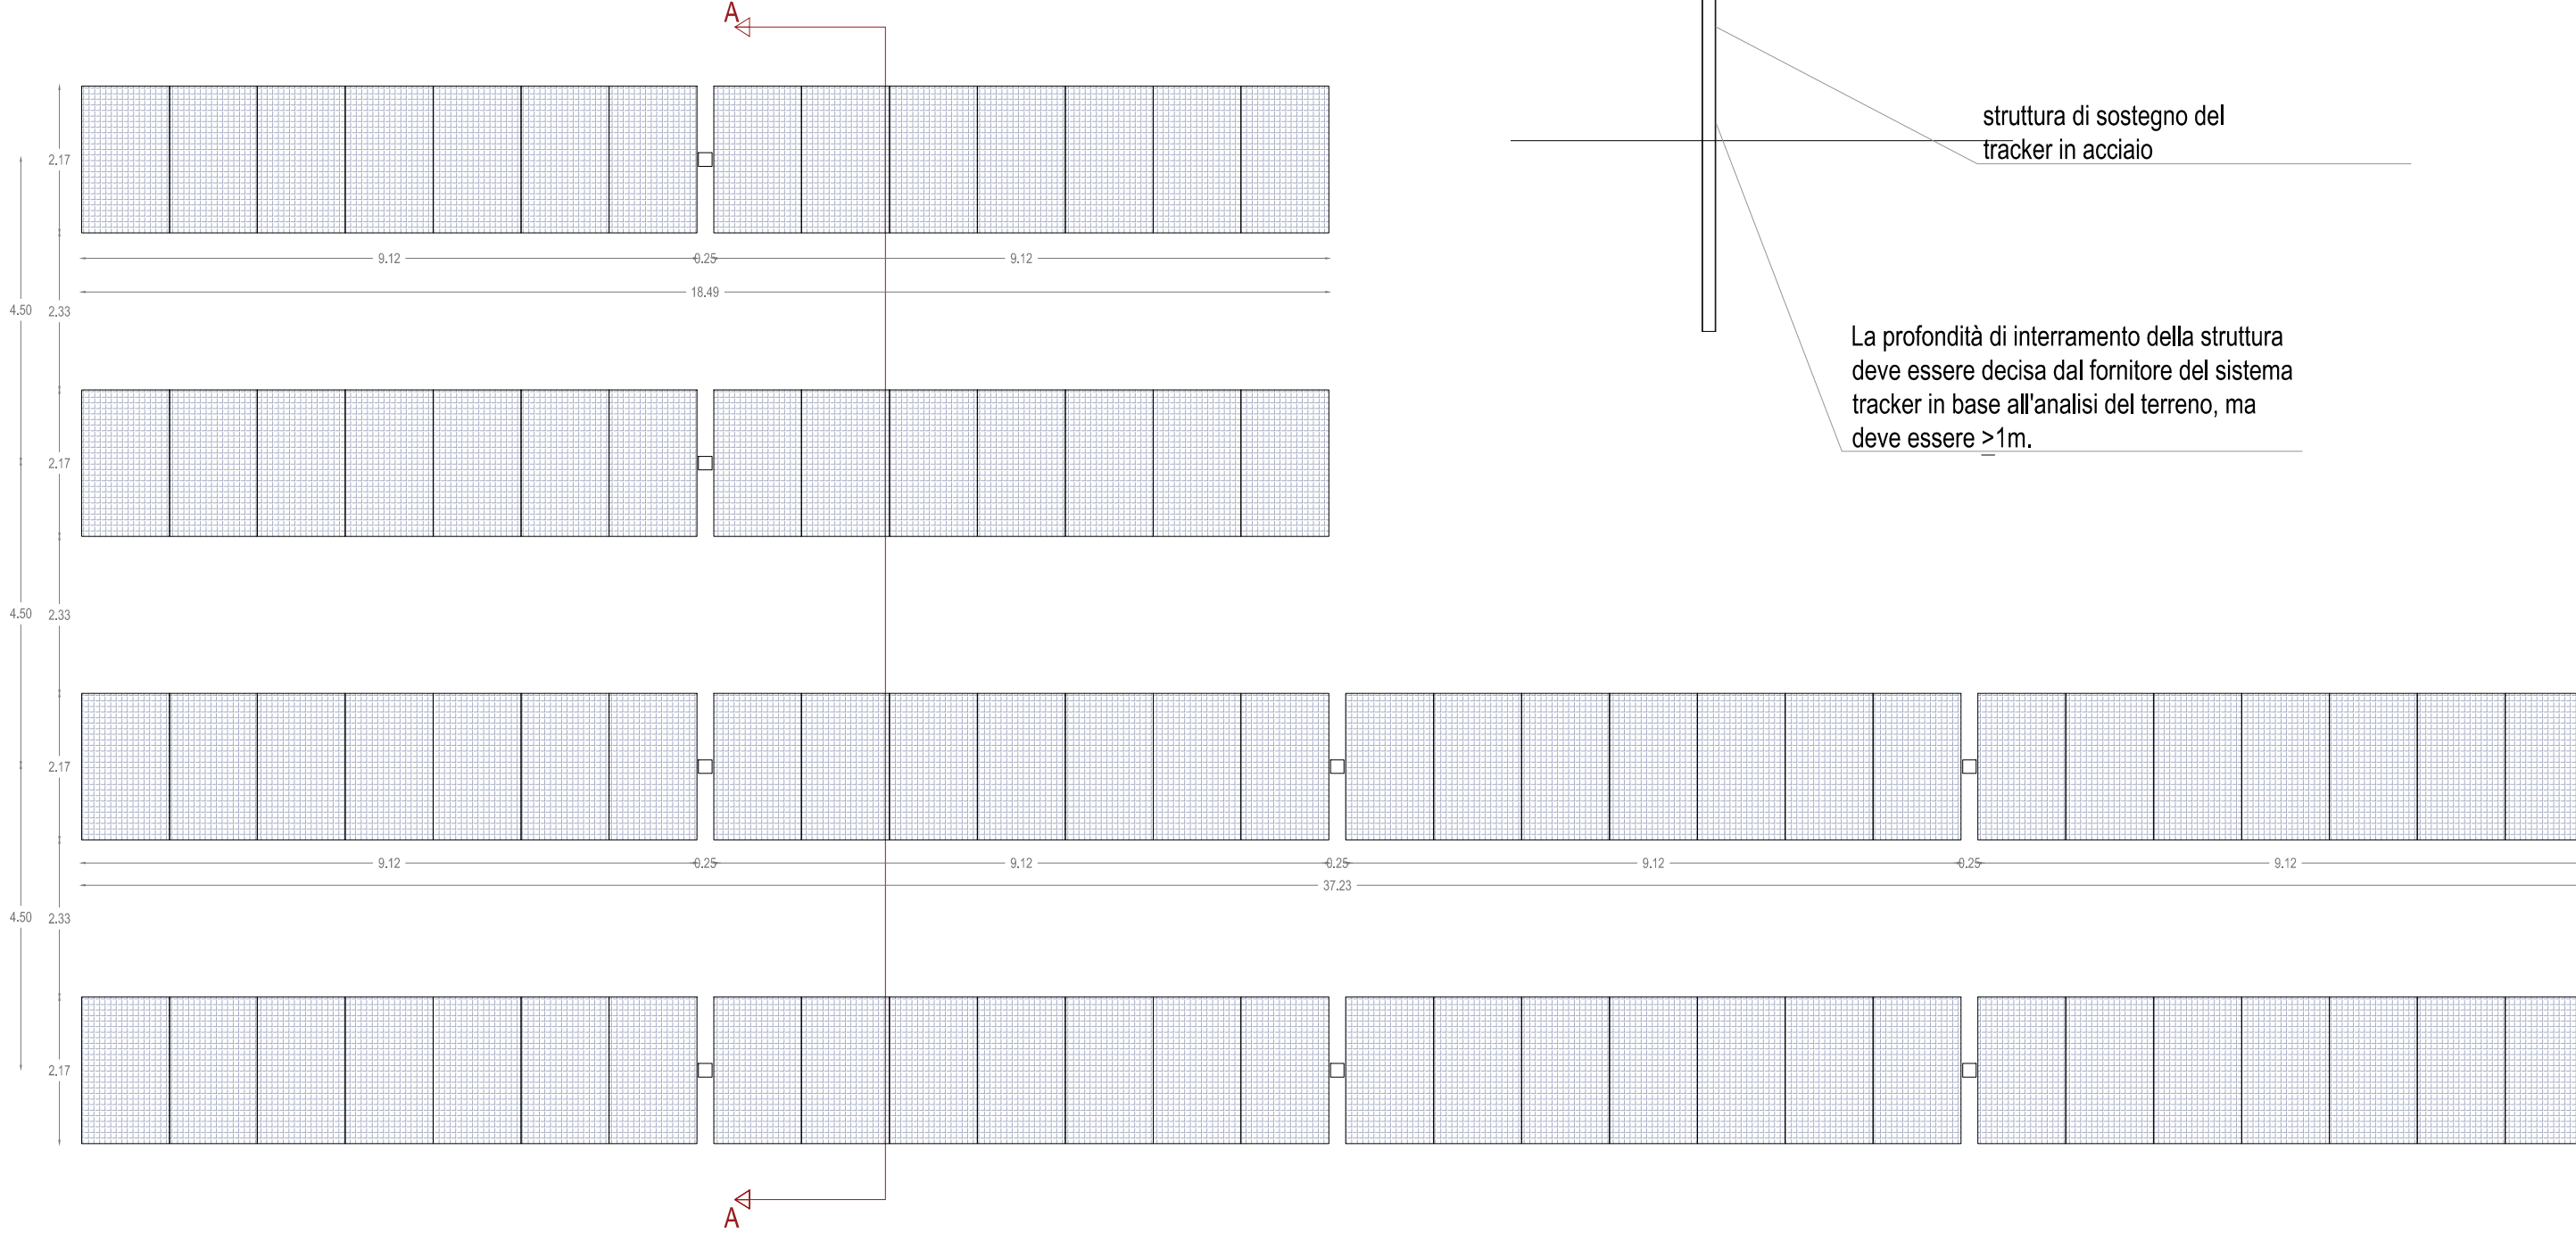 A
struttura di sostegno del
tracker in acciaio
2.17
9.12
0.25
9.12
18.49
4.50
2.33
La profondità di interramento della struttura
deve essere decisa dal fornitore del sistema
tracker in base all'analisi del terreno, ma
deve essere >1m.
2.17
4.50
2.33
2.17
9.12
0.25
9.12
0.25
9.12
0.25
9.12
37.23
4.50
2.33
2.17
A